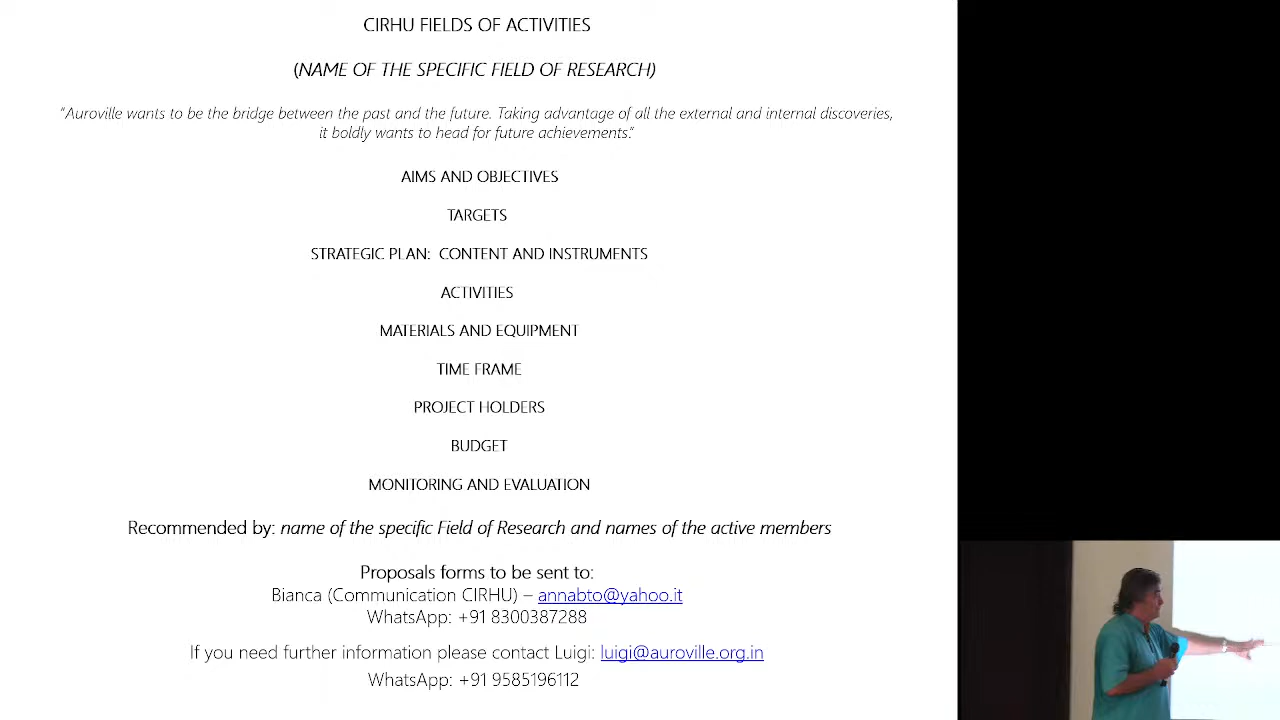 CIRHU FIELDS OF ACTIVITIES
(NAME OF THE SPECIFIC FIELD OF RESEARCH)
"Auroville wants to be the bridge between the past and the future. Taking advantage of all the external and internal discoveries,
it boldly wants to head for future achievements."
AIMS AND OBJECTIVES
TARGETS
STRATEGIC PLAN:  CONTENT AND INSTRUMENTS
ACTIVITIES
MATERIALS AND EQUIPMENT
TIME FRAME
PROJECT HOLDERS
BUDGET
MONITORING AND EVALUATION
Recommended by: name of the specific Field of Research and names of the active members
Proposals forms to be sent to:
Bianca (Communication CIRHU) – annabto@yahoo.it
WhatsApp: +91 8300387288
If you need further information please contact Luigi: luigi@auroville.org.in
WhatsApp: +91 9585196112